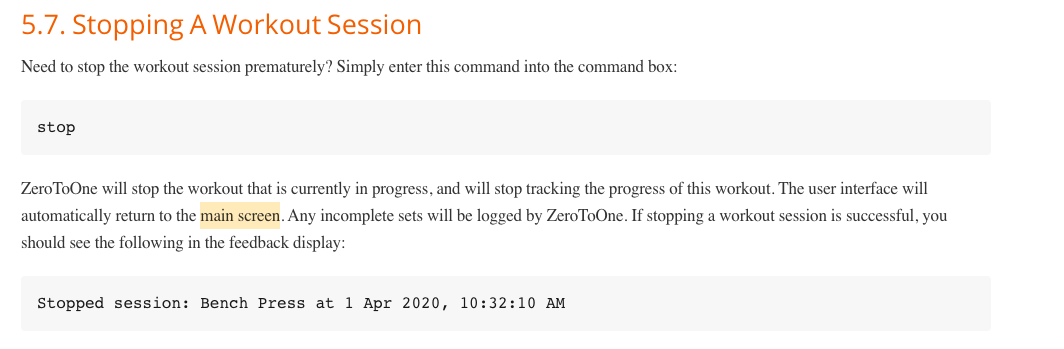 5.7. Stopping A Workout Session
Need to stop the workout session prematurely? Simply enter this command into the command box:
stop
ZeroToOne will stop the workout that is currently in progress, and will stop tracking the progress of this workout. The user interface will
automatically return to the main screen. Any incomplete sets will be logged by ZeroToOne. If stopping a workout session is successful, you
should see the following in the feedback display:
Stopped session: Bench Press at 1 Apr 2020, 10:32:10 AM